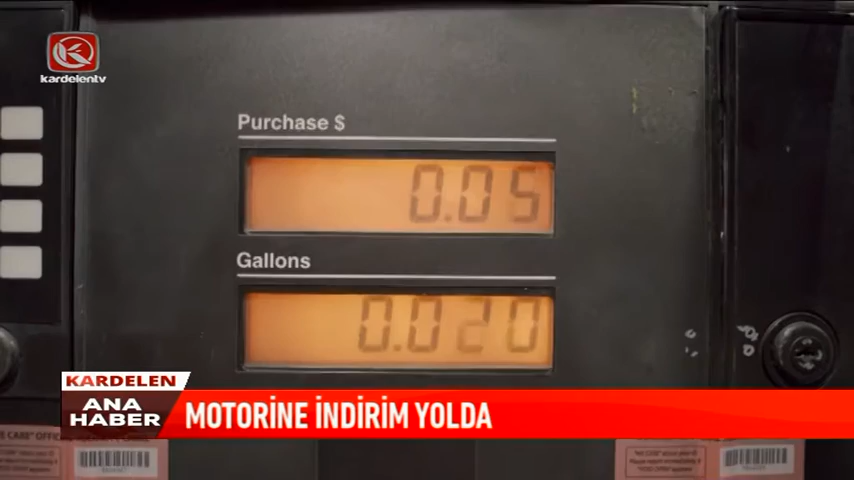 kardelentv
Purchase $
0.05
Gallons
0.020
KARDELEN
ANA
HABER
MOTORİNE İNDİRİM YOLDA